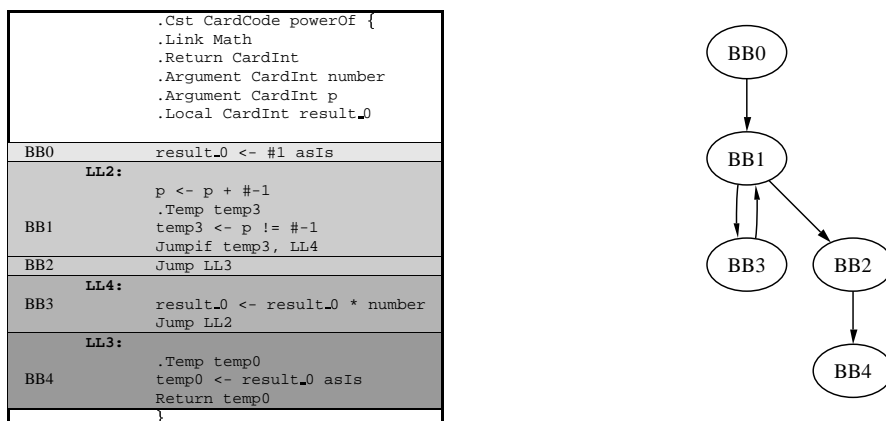 .Cst CardCode powerOf {
.Link Math
.Return CardInt
.Argument CardInt number
.Argument CardInt p
.Local CardInt result_0
BB0 result_0 <- #1 asIs
LL2:
p <- p + #-1
.Temp temp3
BB1 temp3 <- p != #-1
Jumpif temp3, LL4
BB2 Jump LL3
LL4:
BB3 result_0 <- result_0 * number
Jump LL2
LL3:
.Temp temp0
BB4 temp0 <- result_0 asIs
Return temp0
}
BB0
BB1
BB3 BB2
BB4